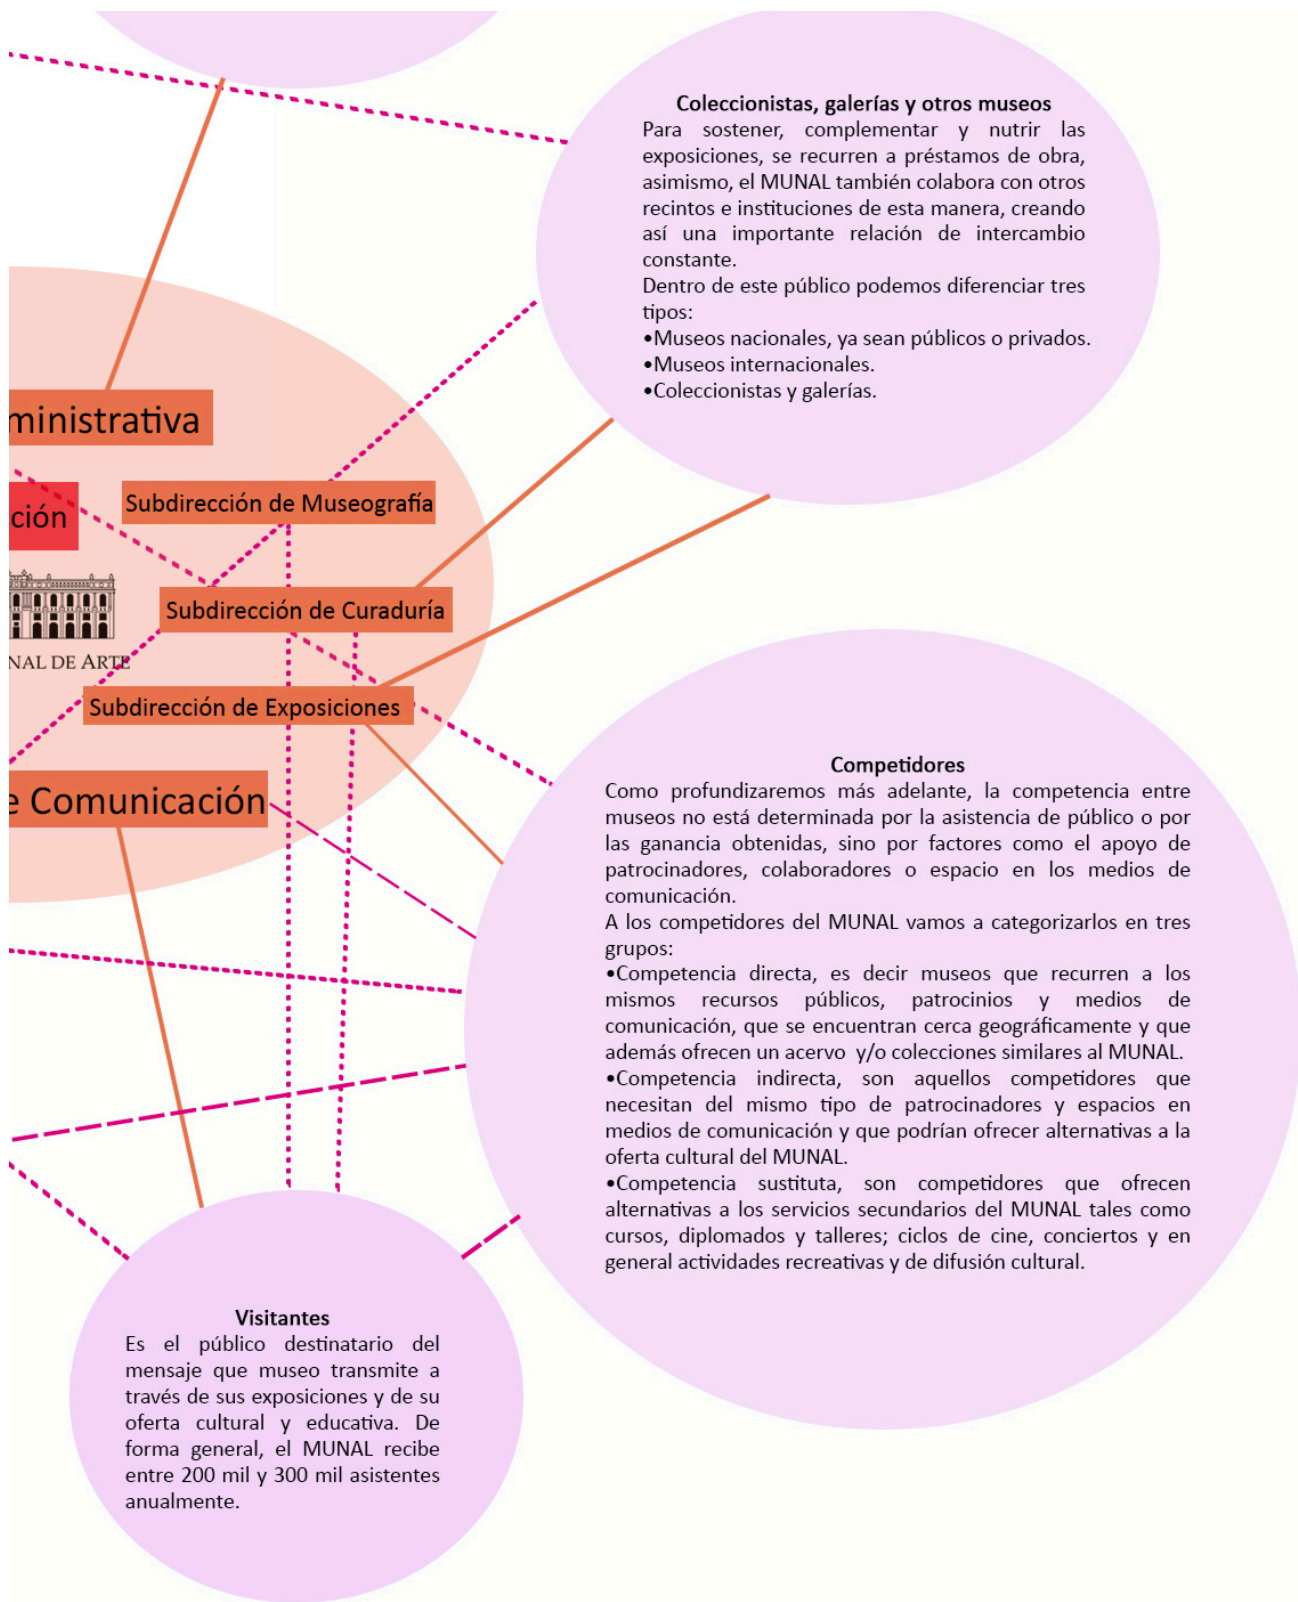 Coleccionistas, galerías y otros museos
Para sostener, complementar y nutrir las
exposiciones, se recurren a préstamos de obra,
asimismo, el MUNAL también colabora con otros
recintos e instituciones de esta manera, creando
así una importante relación de intercambio
constante.
Dentro de este público podemos diferenciar tres
tipos:
•Museos nacionales, ya sean públicos o privados.
•Museos internacionales.
•Coleccionistas y galerías.
ministrativa
Subdirección de Museografía
ción
Subdirección de Curaduría
NAL DE ARTE
Subdirección de Exposiciones
e Comunicación
Competidores
Como profundizaremos más adelante, la competencia entre
museos no está determinada por la asistencia de público o por
las ganancia obtenidas, sino por factores como el apoyo de
patrocinadores, colaboradores o espacio en los medios de
comunicación.
A los competidores del MUNAL vamos a categorizarlos en tres
grupos:
•Competencia directa, es decir museos que recurren a los
mismos recursos públicos, patrocinios y medios de
comunicación, que se encuentran cerca geográficamente y que
además ofrecen un acervo y/o colecciones similares al MUNAL.
•Competencia indirecta, son aquellos competidores que
necesitan del mismo tipo de patrocinadores y espacios en
medios de comunicación y que podrían ofrecer alternativas a la
oferta cultural del MUNAL.
•Competencia sustituta, son competidores que ofrecen
alternativas a los servicios secundarios del MUNAL tales como
cursos, diplomados y talleres; ciclos de cine, conciertos y en
general actividades recreativas y de difusión cultural.
Visitantes
Es el público destinatario del
mensaje que museo transmite a
través de sus exposiciones y de su
oferta cultural y educativa. De
forma general, el MUNAL recibe
entre 200 mil y 300 mil asistentes
anualmente.